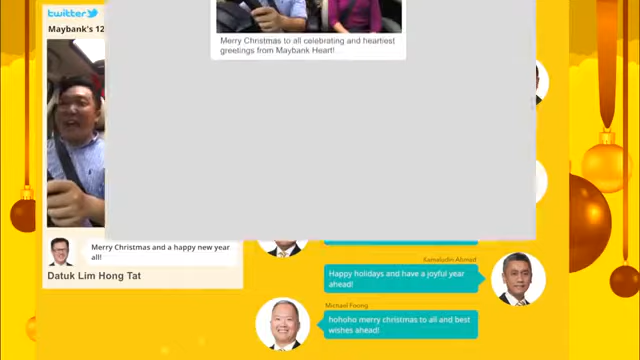 twitter
Maybank's 12
Merry Christmas to all celebrating and heartiest
greetings from Maybank Heart!
Merry Christmas and a happy new year
all!
Datuk Lim Hong Tat
Kamaludin Ahmad
Happy holidays and have a joyful year
ahead!
Michael Foong
hohoho merry christmas to all and best
wishes ahead!